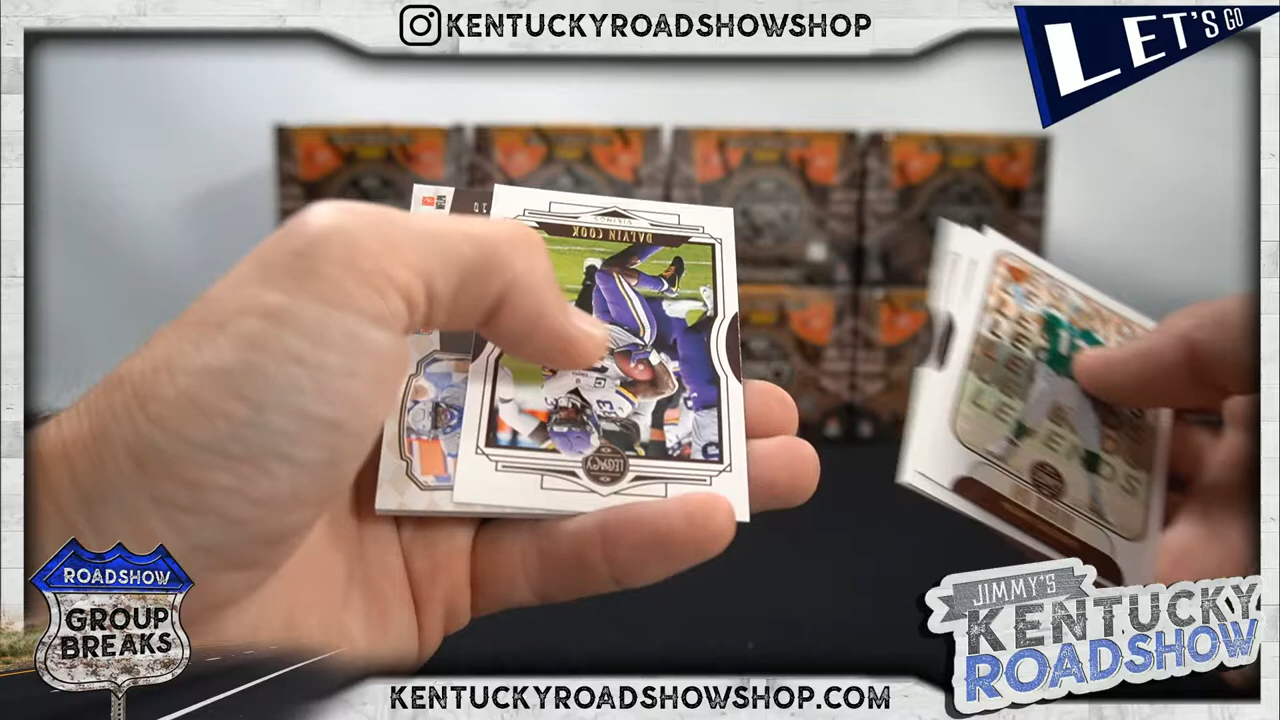 KENTUCKYROADSHOWSHOP
LET'S GO
VIKINGS
DALVIN COOK
LEGACY
ROADSHOW
GROUP
BREAKS
JIMMY'S
KENTUCKY
ROADSHOW
KENTUCKYROADSHOWSHOP.COM